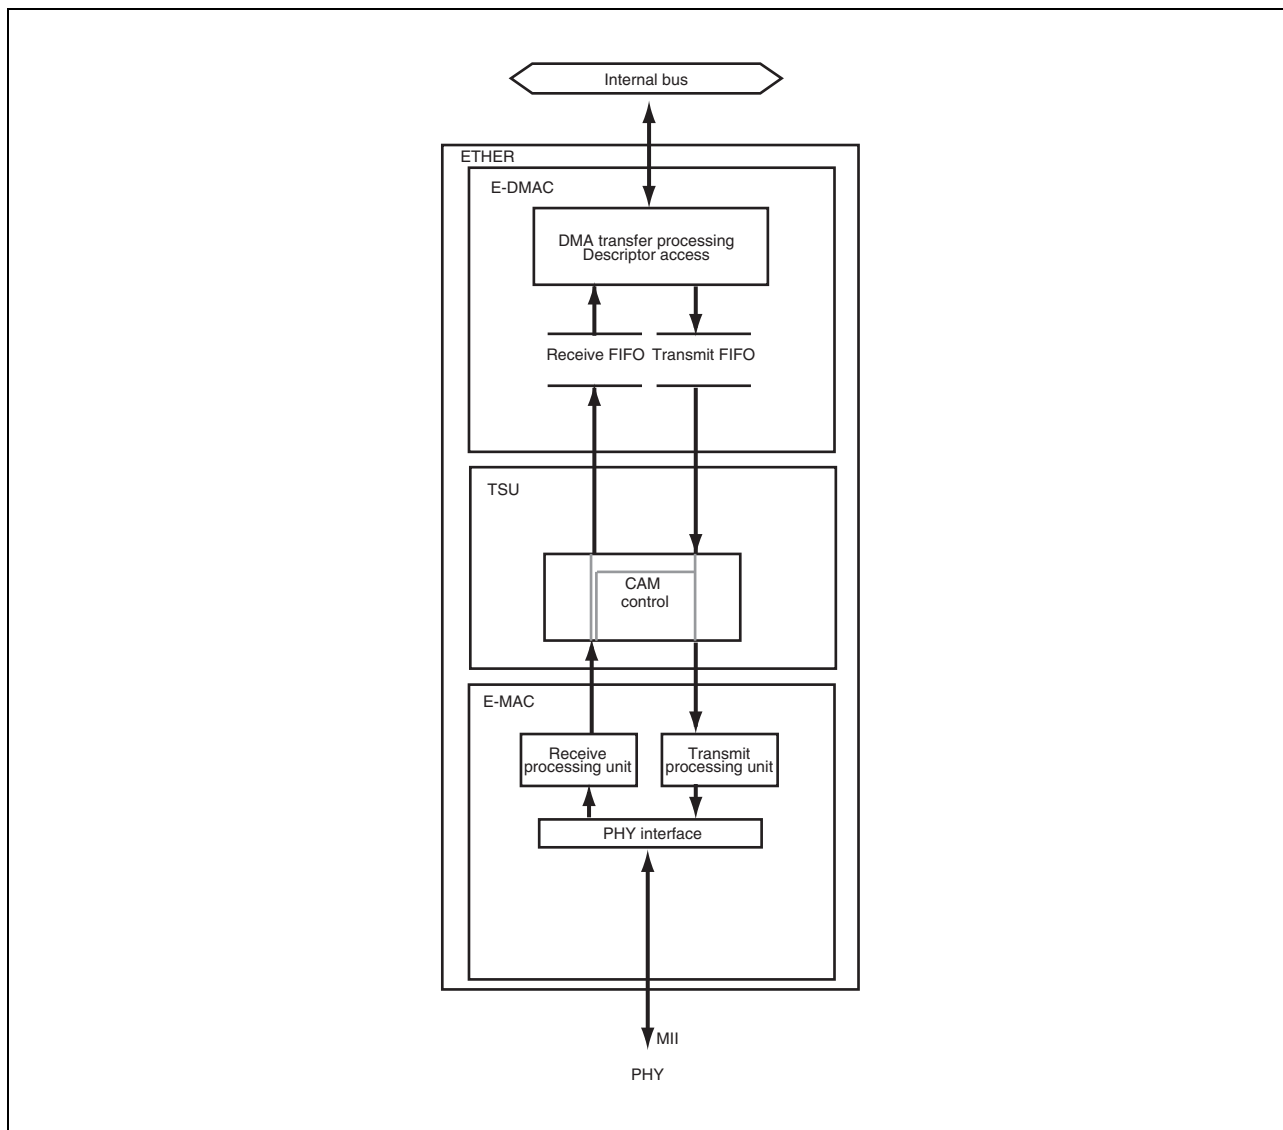 Internal bus
ETHER
E-DMAC
DMA transfer processing
Descriptor access
Receive FIFO
Transmit FIFO
TSU
CAM
control
E-MAC
Receive
processing unit
Transmit
processing unit
PHY interface
MII
PHY